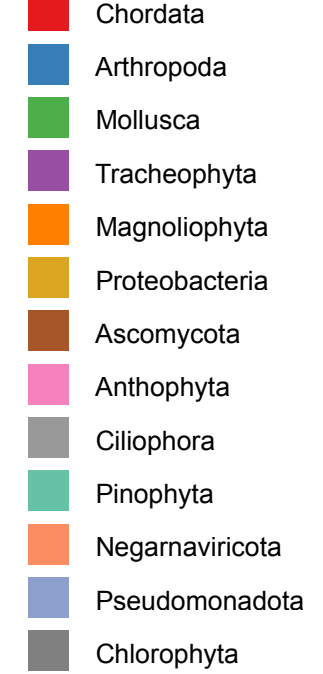 Chordata
Arthropoda
Mollusca
Tracheophyta
Magnoliophyta
Proteobacteria
Ascomycota
Anthophyta
Ciliophora
Pinophyta
Negarnaviricota
Pseudomonadota
Chlorophyta